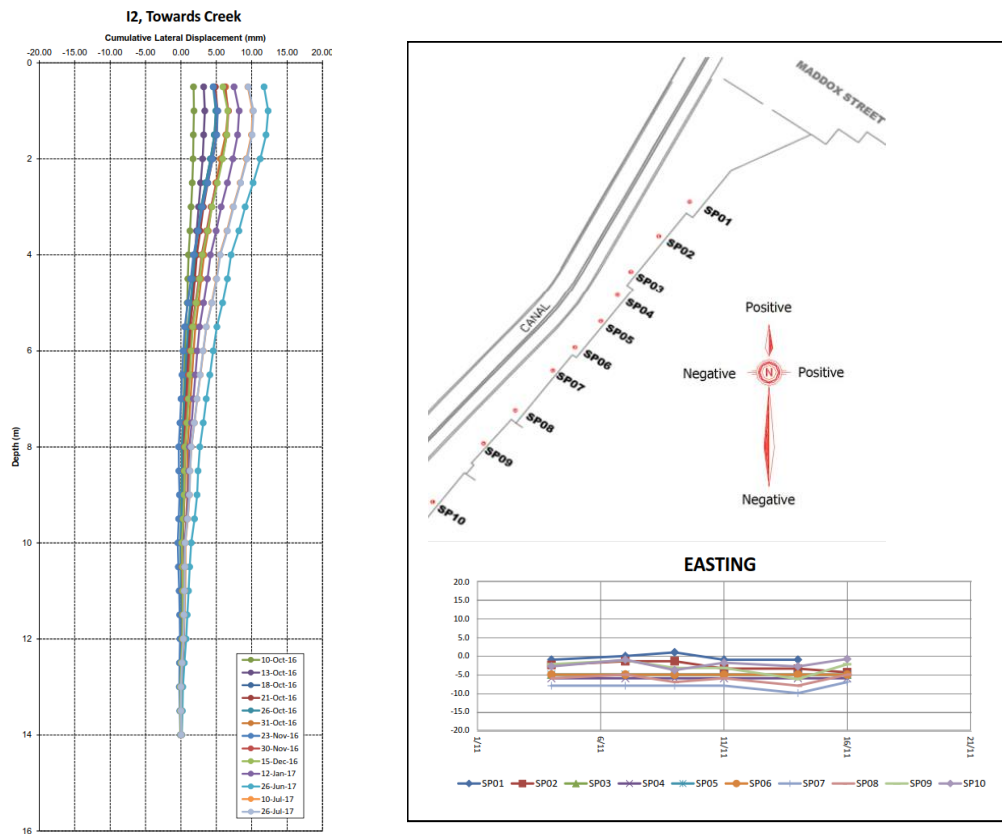 I2, Towards Creek
Cumulative Lateral Displacement (mm)
-20.00 -15.00 -10.00 -5.00 0.00 5.00 10.00 15.00 20.00
0
2
4
6
8
10
12
14
16
Depth (m)
10-Oct-16
13-Oct-16
18-Oct-16
21-Oct-16
26-Oct-16
31-Oct-16
23-Nov-16
30-Nov-16
15-Dec-16
12-Jan-17
26-Jun-17
10-Jul-17
26-Jul-17
MADDOX STREET
CANAL
SP01
SP02
SP03
SP04
SP05
SP06
SP07
SP08
SP09
SP10
Positive
Negative N Positive
Negative
EASTING
20.0
15.0
10.0
5.0
0.0
-5.0
-10.0
-15.0
-20.0
1/11 6/11 11/11 16/11 21/11
SP01 SP02 SP03 SP04 SP05 SP06 SP07 SP08 SP09 SP10